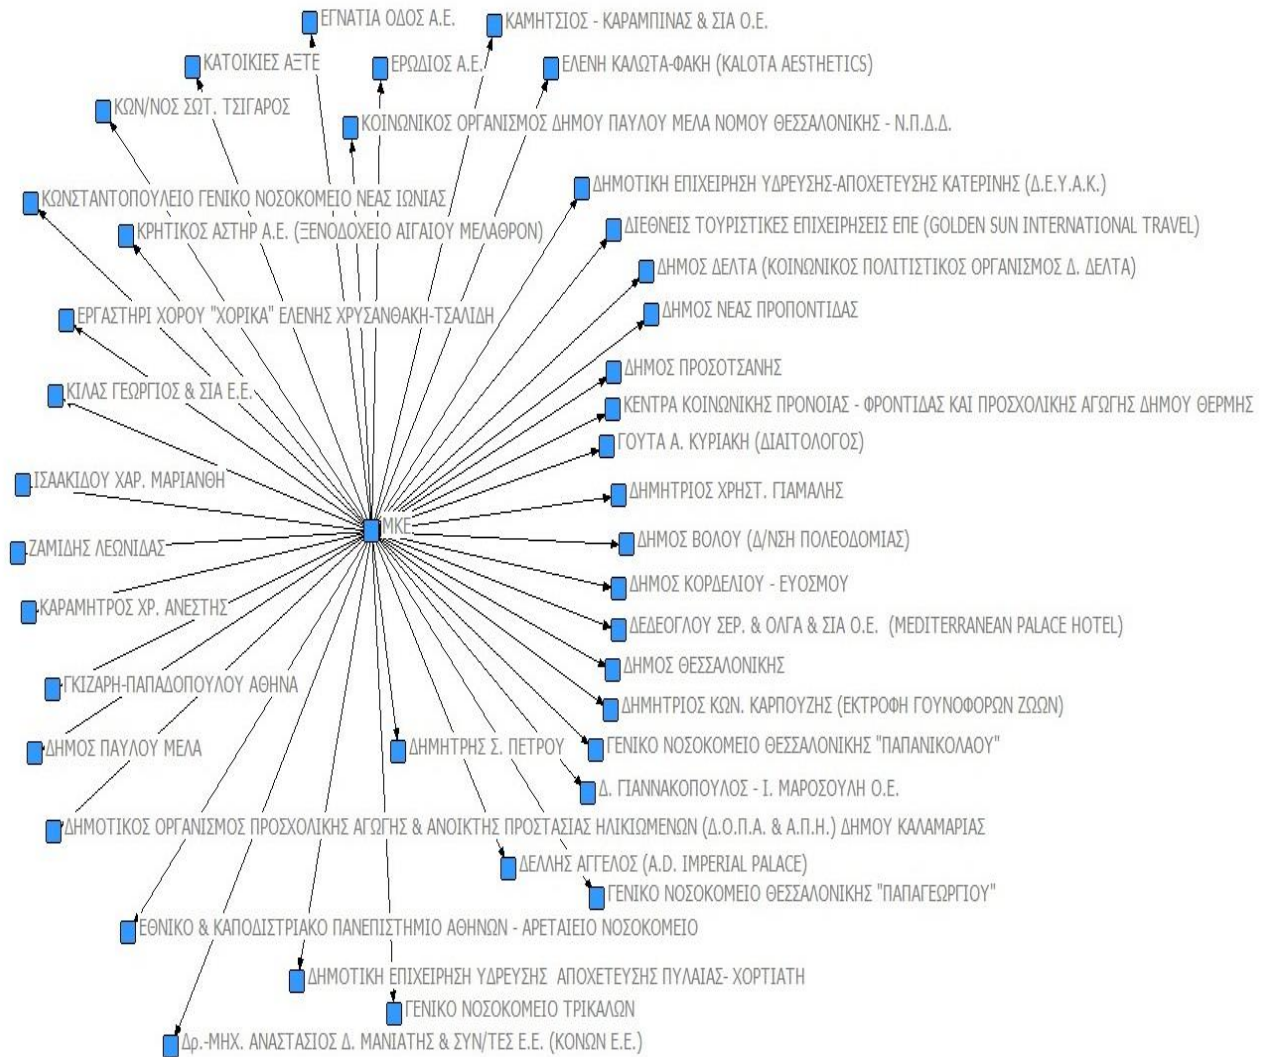 ΕΓΝΑΤΙΑ ΟΔΟΣ Α.Ε.
ΚΑΜΗΤΣΙΟΣ - ΚΑΡΑΜΠΙΝΑΣ & ΣΙΑ Ο.Ε.
ΚΑΤΟΙΚΙΕΣ ΑΞΤΕ
ΕΡΩΔΙΟΣ Α.Ε.
ΕΛΕΝΗ ΚΑΛΩΤΑ-ΦΑΚΗ (KALOTA AESTHETICS)
ΚΩΝ/ΝΟΣ ΣΩΤ. ΤΣΙΓΑΡΟΣ
ΚΟΙΝΩΝΙΚΟΣ ΟΡΓΑΝΙΣΜΟΣ ΔΗΜΟΥ ΠΑΥΛΟΥ ΜΕΛΑ ΝΟΜΟΥ ΘΕΣΣΑΛΟΝΙΚΗΣ - Ν.Π.Δ.Δ.
ΔΗΜΟΤΙΚΗ ΕΠΙΧΕΙΡΗΣΗ ΥΔΡΕΥΣΗΣ-ΑΠΟΧΕΤΕΥΣΗΣ ΚΑΤΕΡΙΝΗΣ (Δ.Ε.Υ.Α.Κ.)
ΚΩΝΣΤΑΝΤΟΠΟΥΛΕΙΟ ΓΕΝΙΚΟ ΝΟΣΟΚΟΜΕΙΟ ΝΕΑΣ ΙΩΝΙΑΣ
ΔΙΕΘΝΕΙΣ ΤΟΥΡΙΣΤΙΚΕΣ ΕΠΙΧΕΙΡΗΣΕΙΣ ΕΠΕ (GOLDEN SUN INTERNATIONAL TRAVEL)
ΚΡΗΤΙΚΟΣ ΑΣΤΗΡ Α.Ε. (ΞΕΝΟΔΟΧΕΙΟ ΑΙΓΑΙΟΥ ΜΕΛΑΘΡΟΝ)
ΔΗΜΟΣ ΔΕΛΤΑ (ΚΟΙΝΩΝΙΚΟΣ ΠΟΛΙΤΙΣΤΙΚΟΣ ΟΡΓΑΝΙΣΜΟΣ Δ. ΔΕΛΤΑ)
ΔΗΜΟΣ ΝΕΑΣ ΠΡΟΠΟΝΤΙΔΑΣ
ΕΡΓΑΣΤΗΡΙ ΧΟΡΟΥ "ΧΟΡΙΚΑ" ΕΛΕΝΗΣ ΧΡΥΣΑΝΘΑΚΗ-ΤΣΑΛΙΔΗ
ΔΗΜΟΣ ΠΡΟΣΟΤΣΑΝΗΣ
ΚΙΛΑΣ ΓΕΩΡΓΙΟΣ & ΣΙΑ Ε.Ε.
ΚΕΝΤΡΑ ΚΟΙΝΩΝΙΚΗΣ ΠΡΟΝΟΙΑΣ - ΦΡΟΝΤΙΔΑΣ ΚΑΙ ΠΡΟΣΧΟΛΙΚΗΣ ΑΓΩΓΗΣ ΔΗΜΟΥ ΘΕΡΜΗΣ
ΓΟΥΤΑ Α. ΚΥΡΙΑΚΗ (ΔΙΑΙΤΟΛΟΓΟΣ)
ΙΣΑΑΚΙΔΟΥ ΧΑΡ. ΜΑΡΙΑΝΘΗ
ΔΗΜΗΤΡΙΟΣ ΧΡΗΣΤ. ΓΙΑΜΑΛΗΣ
ΜΚΕ
ΔΗΜΟΣ ΒΟΛΟΥ (Δ/ΝΣΗ ΠΟΛΕΟΔΟΜΙΑΣ)
ΖΑΜΙΔΗΣ ΛΕΩΝΙΔΑΣ
ΔΗΜΟΣ ΚΟΡΔΕΛΙΟΥ - ΕΥΟΣΜΟΥ
ΚΑΡΑΜΗΤΡΟΣ ΧΡ. ΑΝΕΣΤΗΣ
ΔΕΔΕΟΓΛΟΥ ΣΕΡ. & ΟΛΓΑ & ΣΙΑ Ο.Ε. (MEDITERRANEAN PALACE HOTEL)
ΔΗΜΟΣ ΘΕΣΣΑΛΟΝΙΚΗΣ
ΓΚΙΖΑΡΗ-ΠΑΠΑΔΟΠΟΥΛΟΥ ΑΘΗΝΑ
ΔΗΜΗΤΡΙΟΣ ΚΩΝ. ΚΑΡΠΟΥΖΗΣ (ΕΚΤΡΟΦΗ ΓΟΥΝΟΦΟΡΩΝ ΖΩΩΝ)
ΔΗΜΟΣ ΠΑΥΛΟΥ ΜΕΛΑ
ΔΗΜΗΤΡΗΣ Σ. ΠΕΤΡΟΥ
ΓΕΝΙΚΟ ΝΟΣΟΚΟΜΕΙΟ ΘΕΣΣΑΛΟΝΙΚΗΣ "ΠΑΠΑΝΙΚΟΛΑΟΥ"
Δ. ΓΙΑΝΝΑΚΟΠΟΥΛΟΣ - Ι. ΜΑΡΟΣΟΥΛΗ Ο.Ε.
ΔΗΜΟΤΙΚΟΣ ΟΡΓΑΝΙΣΜΟΣ ΠΡΟΣΧΟΛΙΚΗΣ ΑΓΩΓΗΣ & ΑΝΟΙΚΤΗΣ ΠΡΟΣΤΑΣΙΑΣ ΗΛΙΚΙΩΜΕΝΩΝ (Δ.Ο.Π.Α. & Α.Π.Η.) ΔΗΜΟΥ ΚΑΛΑΜΑΡΙΑΣ
ΔΕΛΛΗΣ ΑΓΓΕΛΟΣ (A.D. IMPERIAL PALACE)
ΓΕΝΙΚΟ ΝΟΣΟΚΟΜΕΙΟ ΘΕΣΣΑΛΟΝΙΚΗΣ "ΠΑΠΑΓΕΩΡΓΙΟΥ"
ΕΘΝΙΚΟ & ΚΑΠΟΔΙΣΤΡΙΑΚΟ ΠΑΝΕΠΙΣΤΗΜΙΟ ΑΘΗΝΩΝ - ΑΡΕΤΑΙΕΙΟ ΝΟΣΟΚΟΜΕΙΟ
ΔΗΜΟΤΙΚΗ ΕΠΙΧΕΙΡΗΣΗ ΥΔΡΕΥΣΗΣ ΑΠΟΧΕΤΕΥΣΗΣ ΠΥΛΑΙΑΣ- ΧΟΡΤΙΑΤΗ
ΓΕΝΙΚΟ ΝΟΣΟΚΟΜΕΙΟ ΤΡΙΚΑΛΩΝ
Δρ.-ΜΗΧ. ΑΝΑΣΤΑΣΙΟΣ Δ. ΜΑΝΙΑΤΗΣ & ΣΥΝ/ΤΕΣ Ε.Ε. (ΚΟΝΩΝ Ε.Ε.)